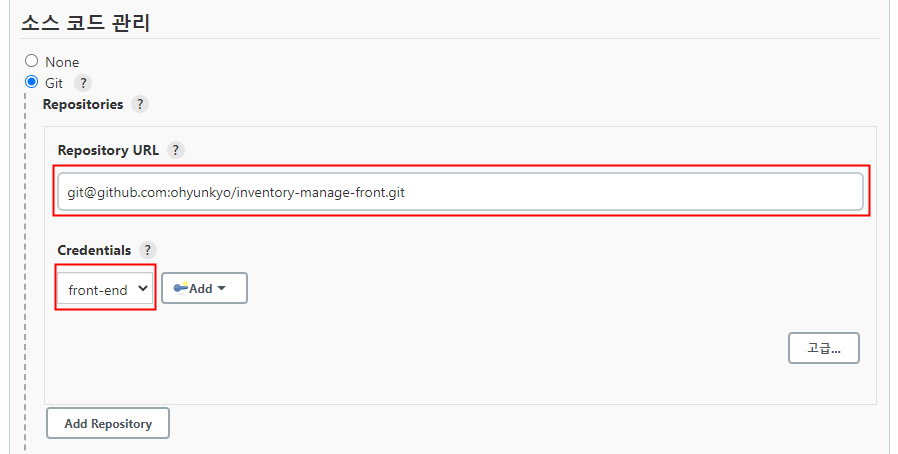 소스 코드 관리
None
Git ?
Repositories ?
Repository URL ?
git@github.com:ohyunkyo/inventory-manage-front.git
Credentials ?
front-end
Add
고급...
Add Repository